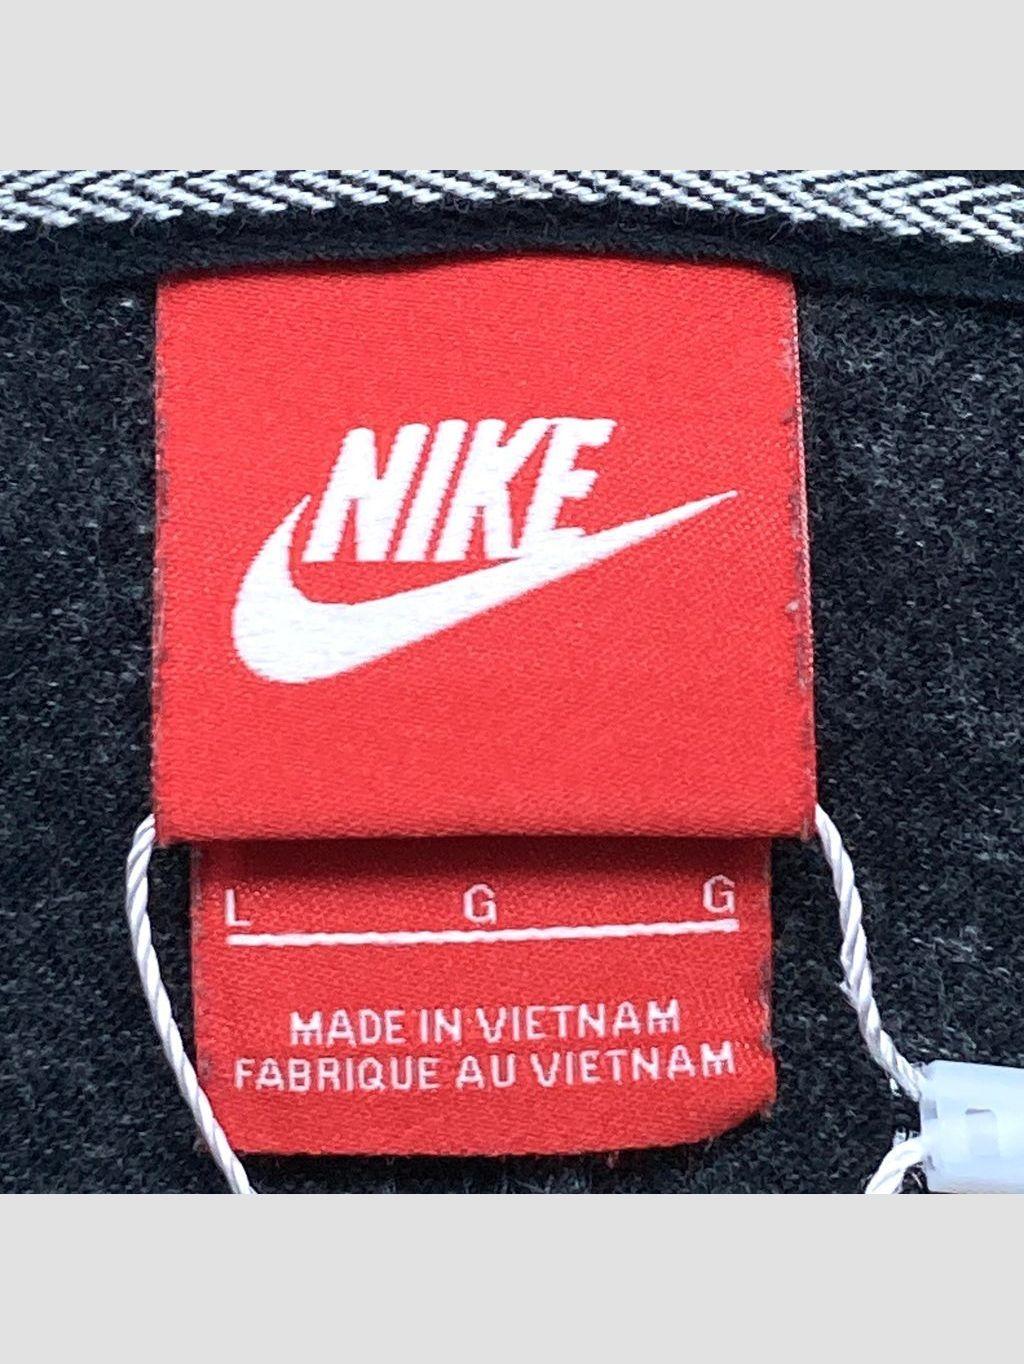 NIKE
L G G
MADE IN VIETNAM
FABRIQUE AU VIETNAM